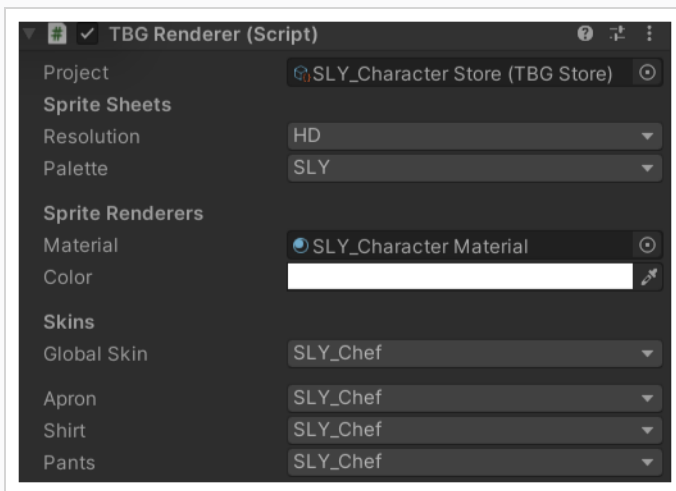 TBG Renderer (Script)
Project SLY_Character Store (TBG Store)
Sprite Sheets
Resolution HD
Palette SLY
Sprite Renderers
Material SLY_Character Material
Color
Skins
Global Skin SLY_Chef
Apron SLY_Chef
Shirt SLY_Chef
Pants SLY_Chef